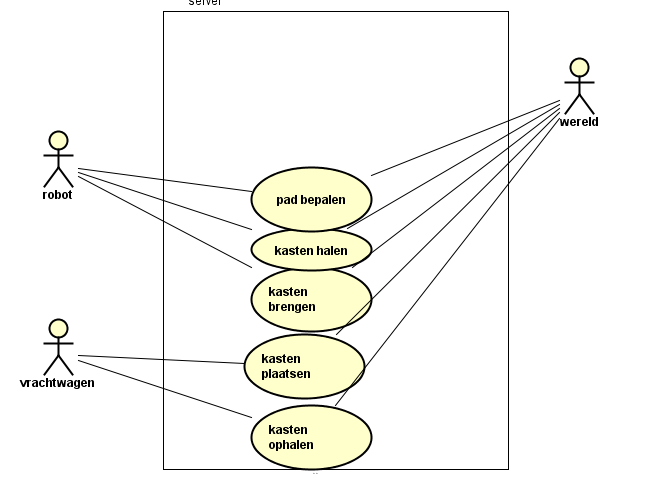 server
wereld
robot
pad bepalen
kasten halen
kasten
brengen
kasten
plaatsen
vrachtwagen
kasten
ophalen